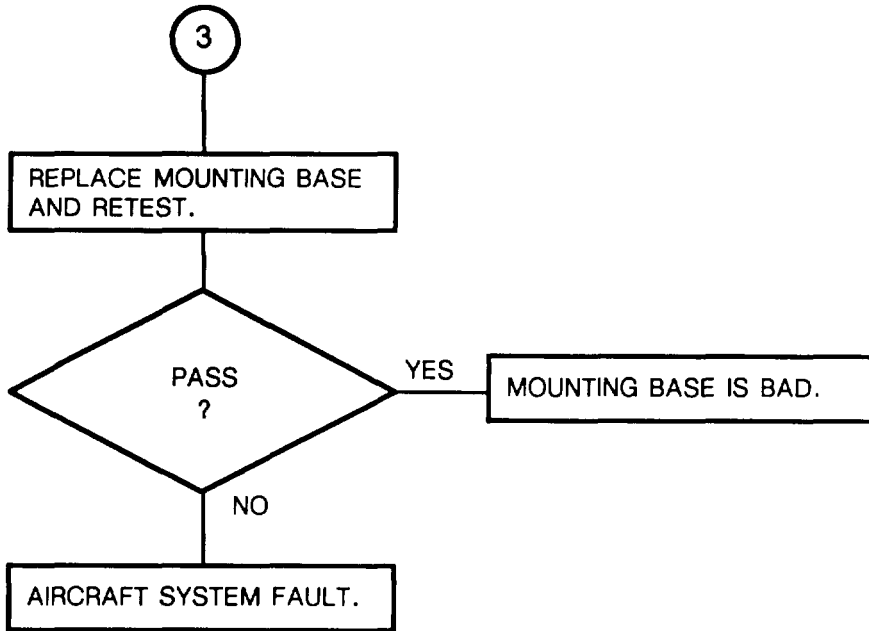 3
REPLACE MOUNTING BASE
AND RETEST.
PASS
?
YES
MOUNTING BASE IS BAD.
NO
AIRCRAFT SYSTEM FAULT.